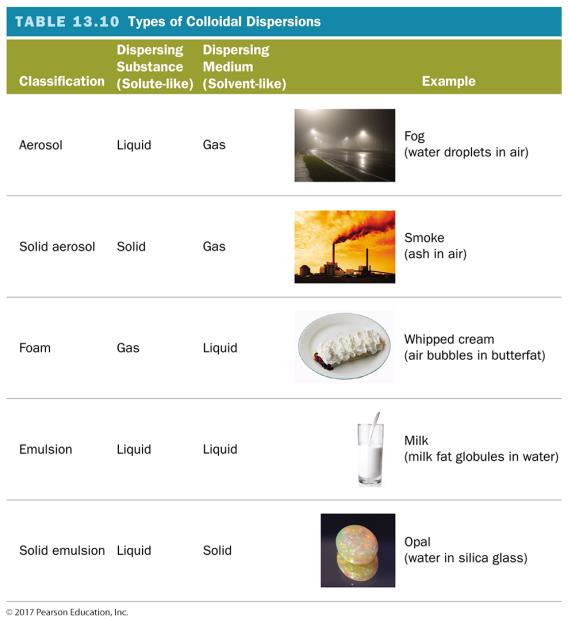 TABLE 13.10 Types of Colloidal Dispersions
Classification
Dispersing
Substance
(Solute-like)
Dispersing
Medium
(Solvent-like)
Example
Aerosol Liquid Gas
Fog
(water droplets in air)
Solid aerosol Solid Gas
Smoke
(ash in air)
Foam Gas Liquid
Whipped cream
(air bubbles in butterfat)
Emulsion Liquid Liquid
Milk
(milk fat globules in water)
Solid emulsion Liquid Solid
Opal
(water in silica glass)
© 2017 Pearson Education, Inc.